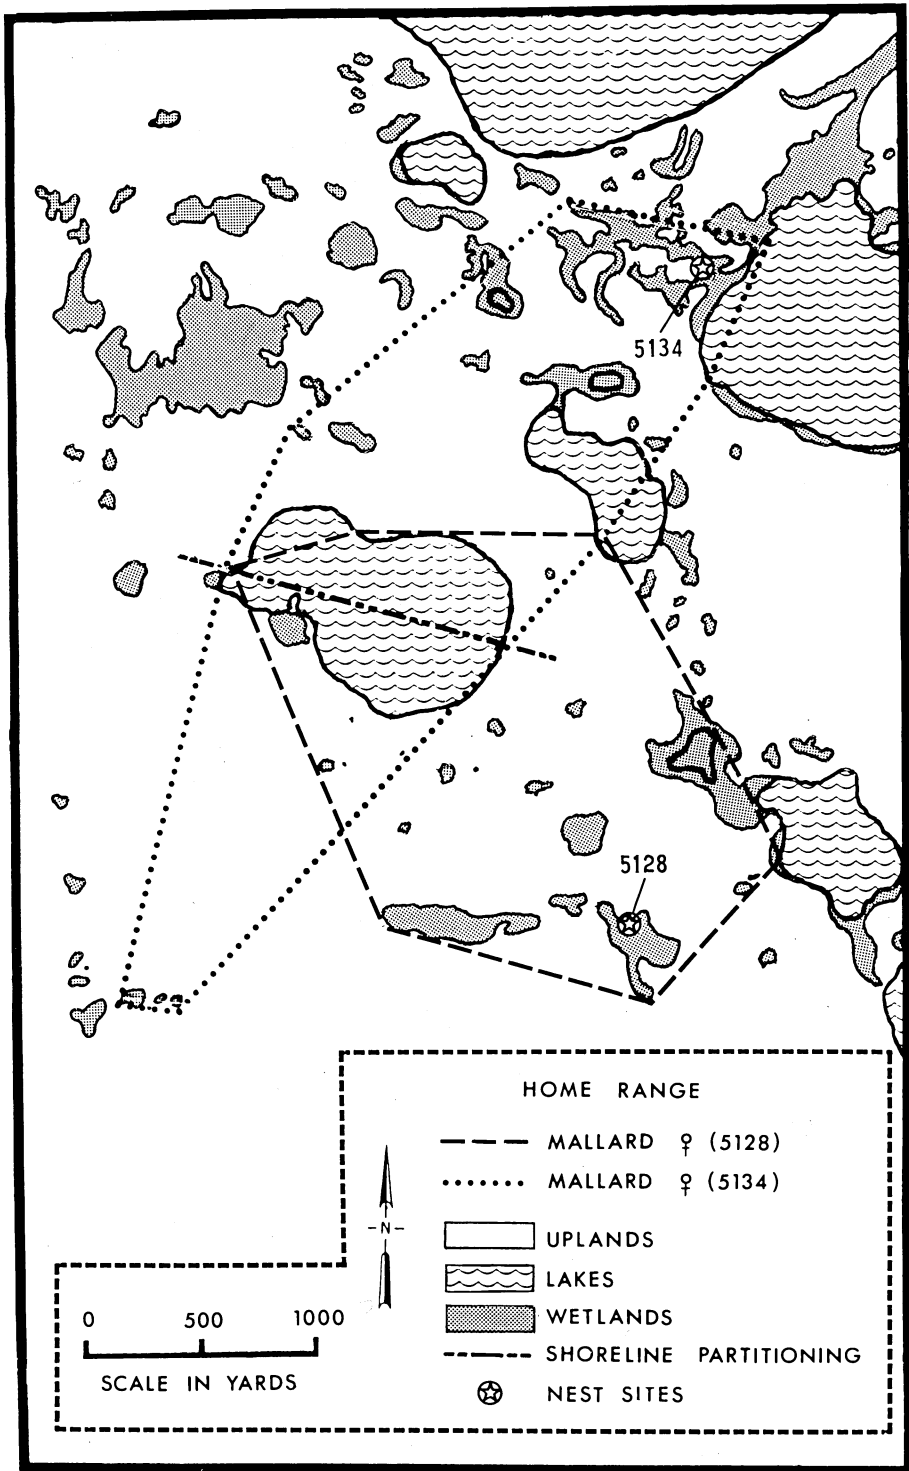 5134
5128
HOME RANGE
MALLARD ♀ (5128)
MALLARD ♀ (5134)
-N-
UPLANDS
LAKES
WETLANDS
SHORELINE PARTITIONING
NEST SITES
0 500 1000
SCALE IN YARDS